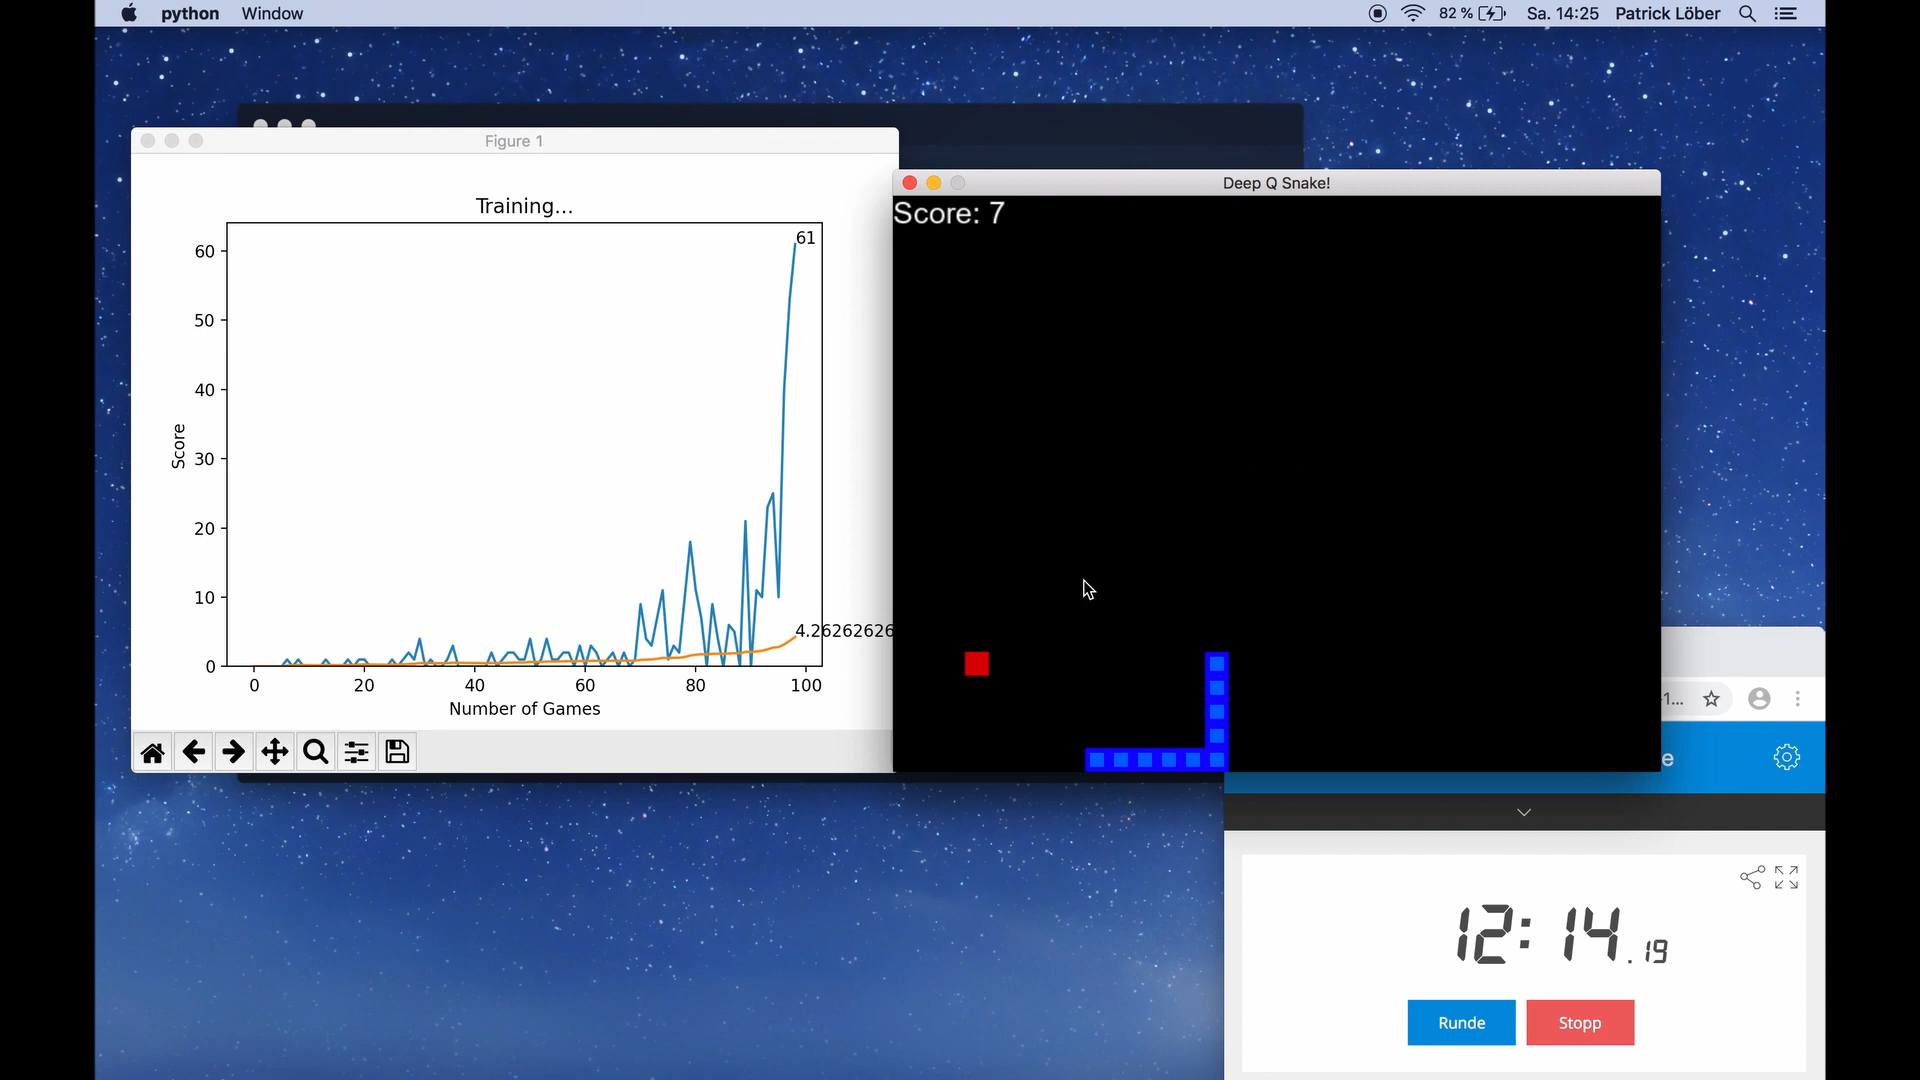 python Window 82 % Sa. 14:25 Patrick Löber
Figure 1
Training...
61
60
50
40
30
20
10
0
4.26262626
Score
0 20 40 60 80 100
Number of Games
Deep Q Snake!
Score: 7
1...
e
12:14.19
Runde Stopp